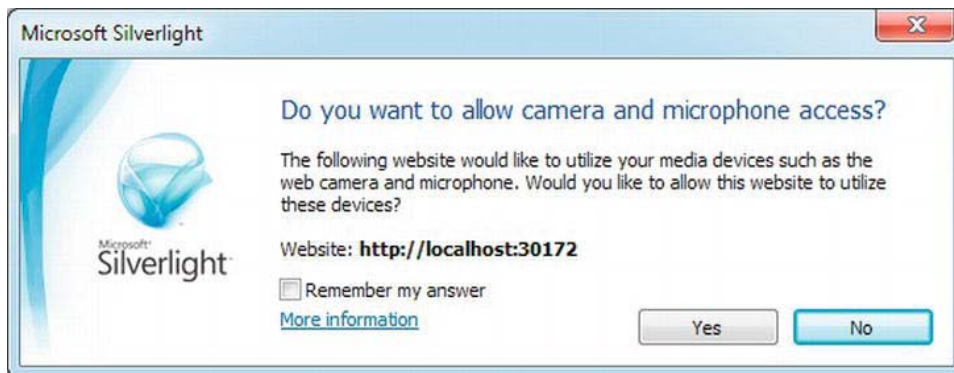 Microsoft Silverlight
Do you want to allow camera and microphone access?
The following website would like to utilize your media devices such as the
web camera and microphone. Would you like to allow this website to utilize
these devices?
Microsoft®
Silverlight™
Website: http://localhost:30172
Remember my answer
More information
Yes
No